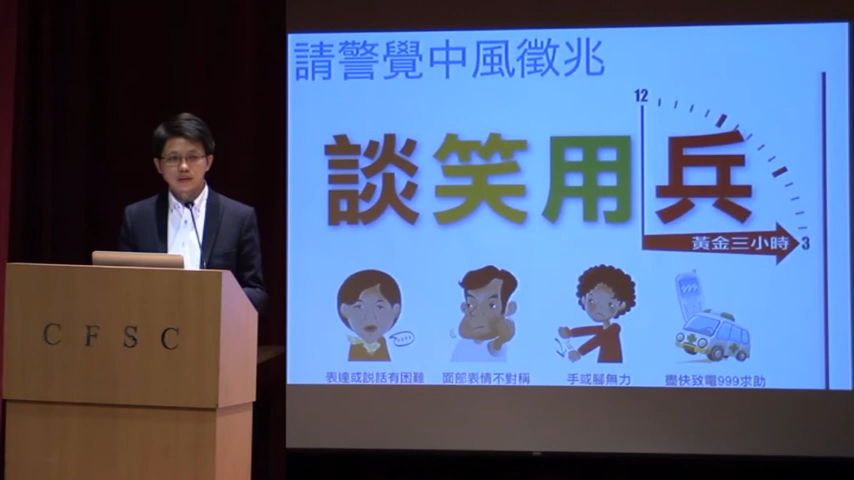 請警覺中風徵兆
談笑用兵
12
黃金三小時
3
999
表達或說話有困難
面部表情不對稱
手或腳無力
盡快致電999求助
CFSC